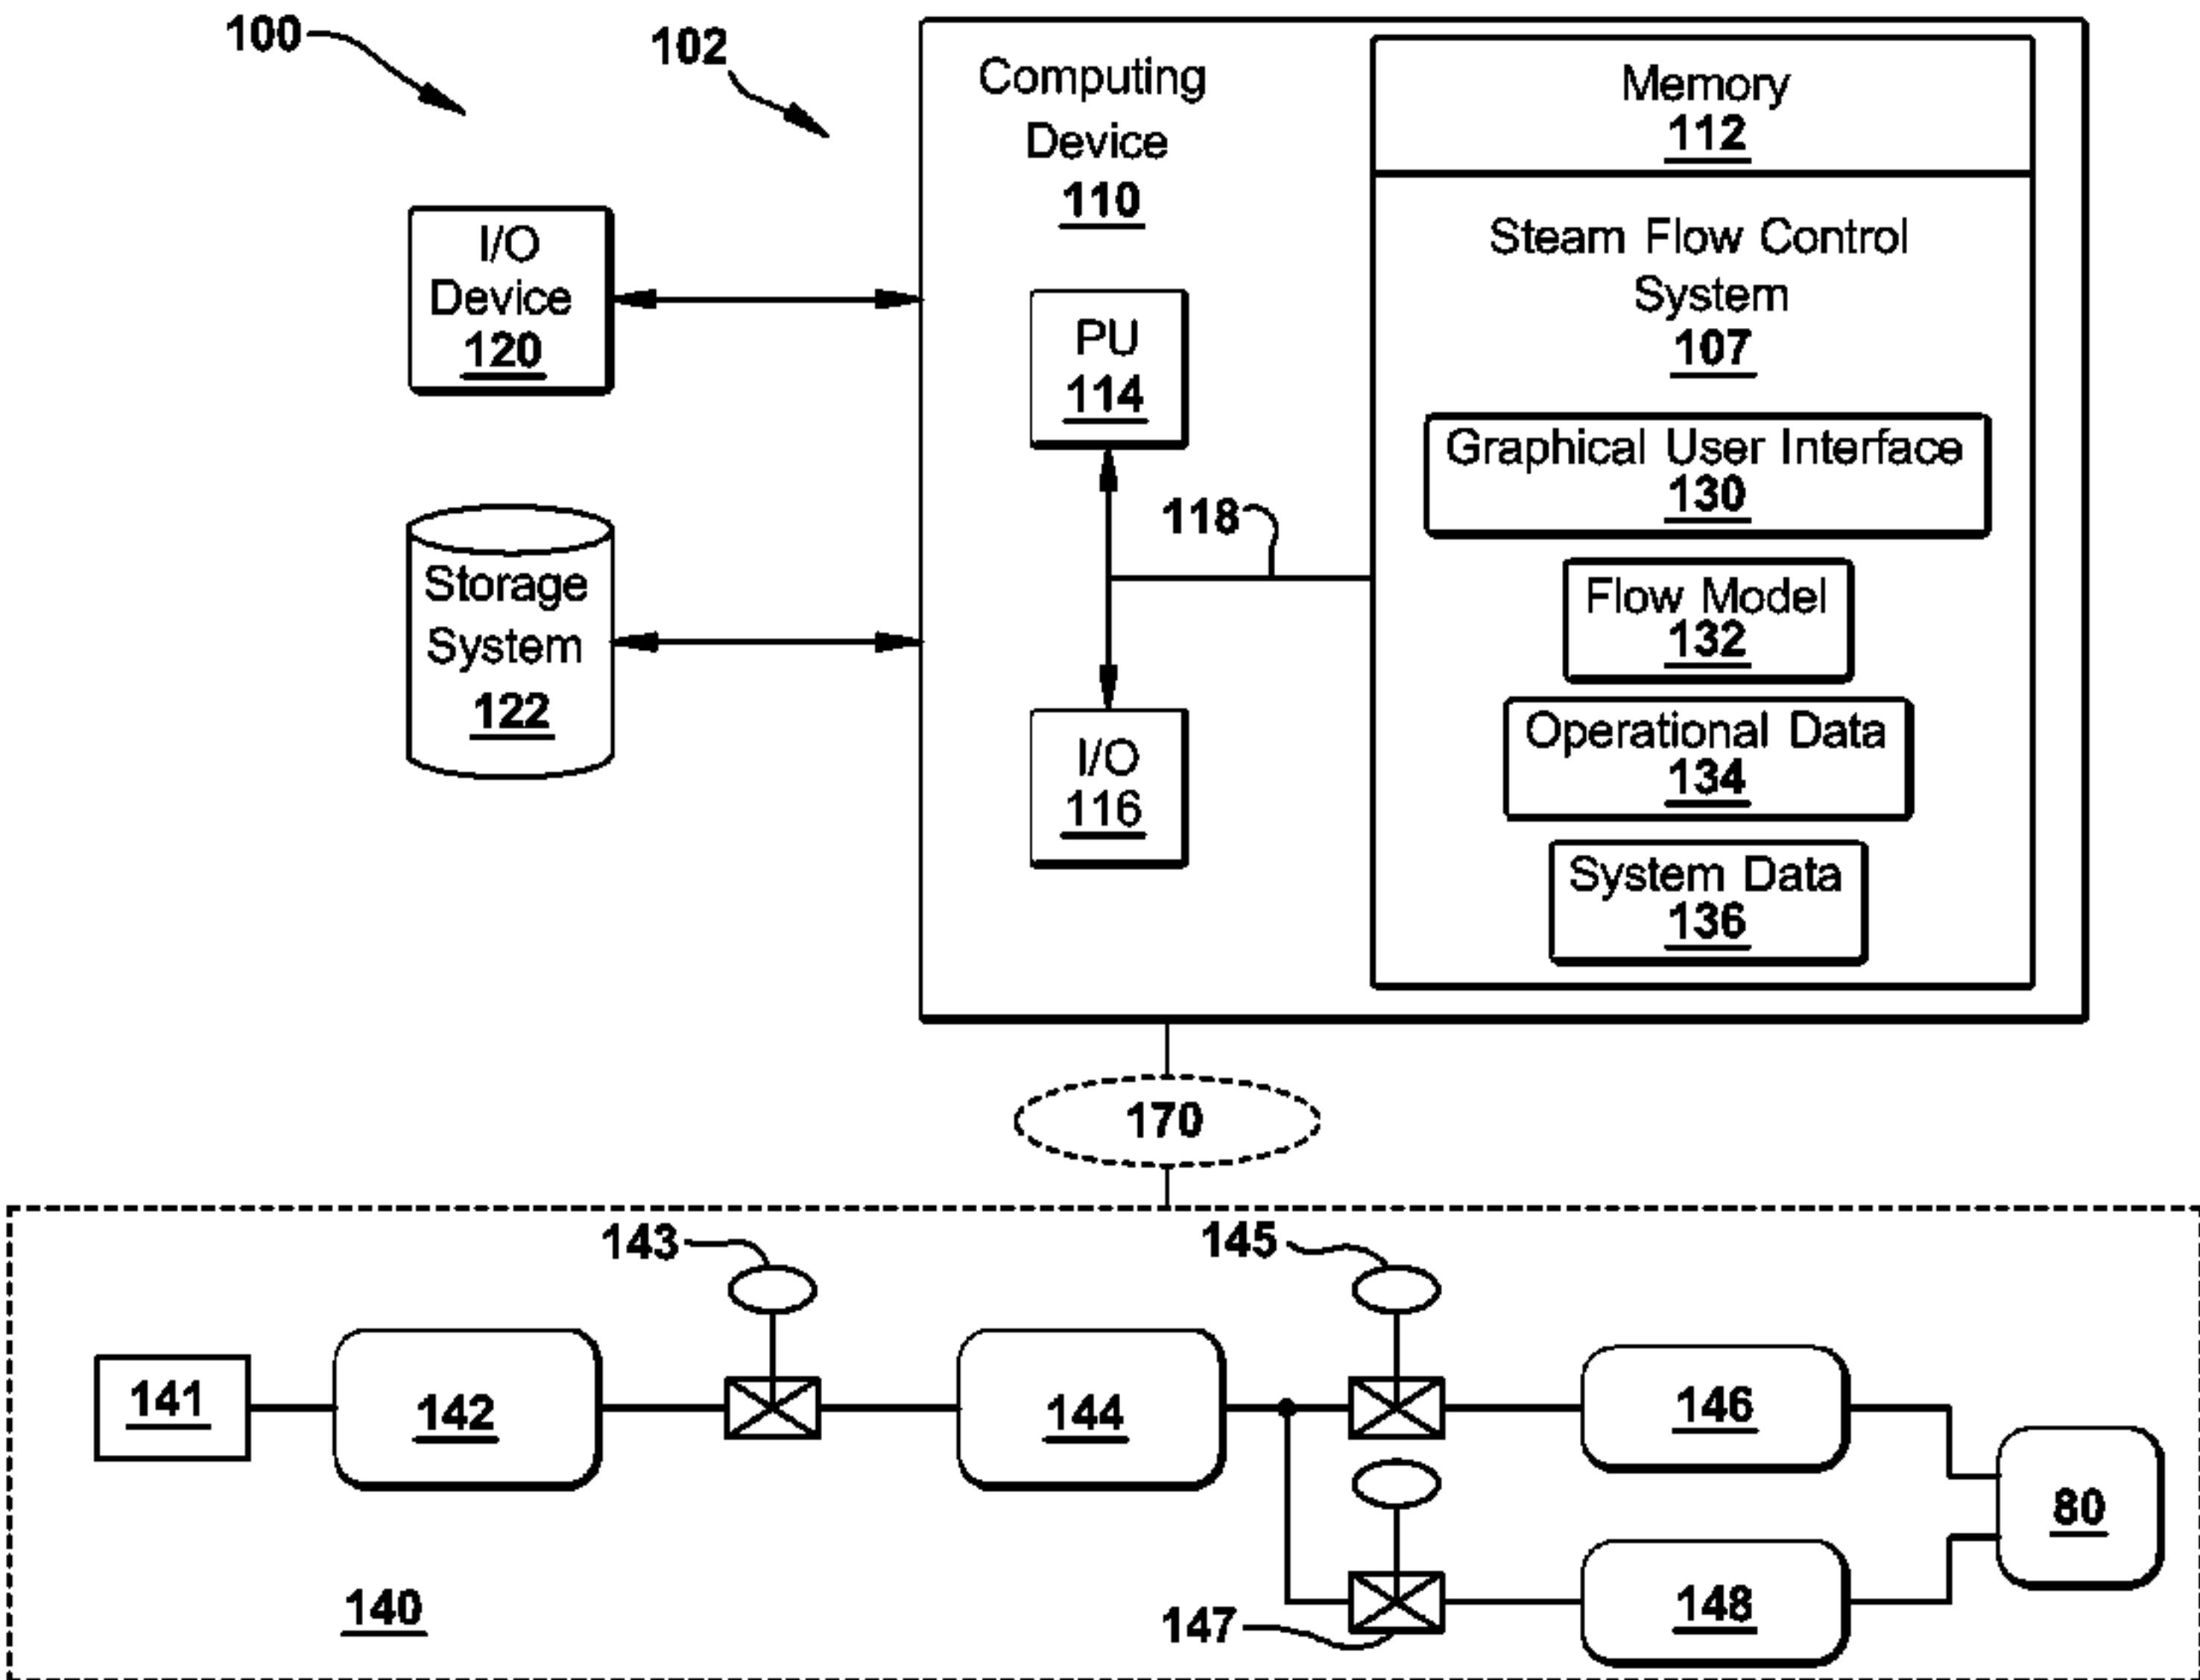 100
102
Computing
Device
110
Memory
112
I/O
Device
120
Steam Flow Control
System
107
PU
114
Graphical User Interface
130
118
Storage
System
122
Flow Model
132
Operational Data
134
I/O
116
System Data
136
170
143
145
141
142
144
146
80
140
147
148